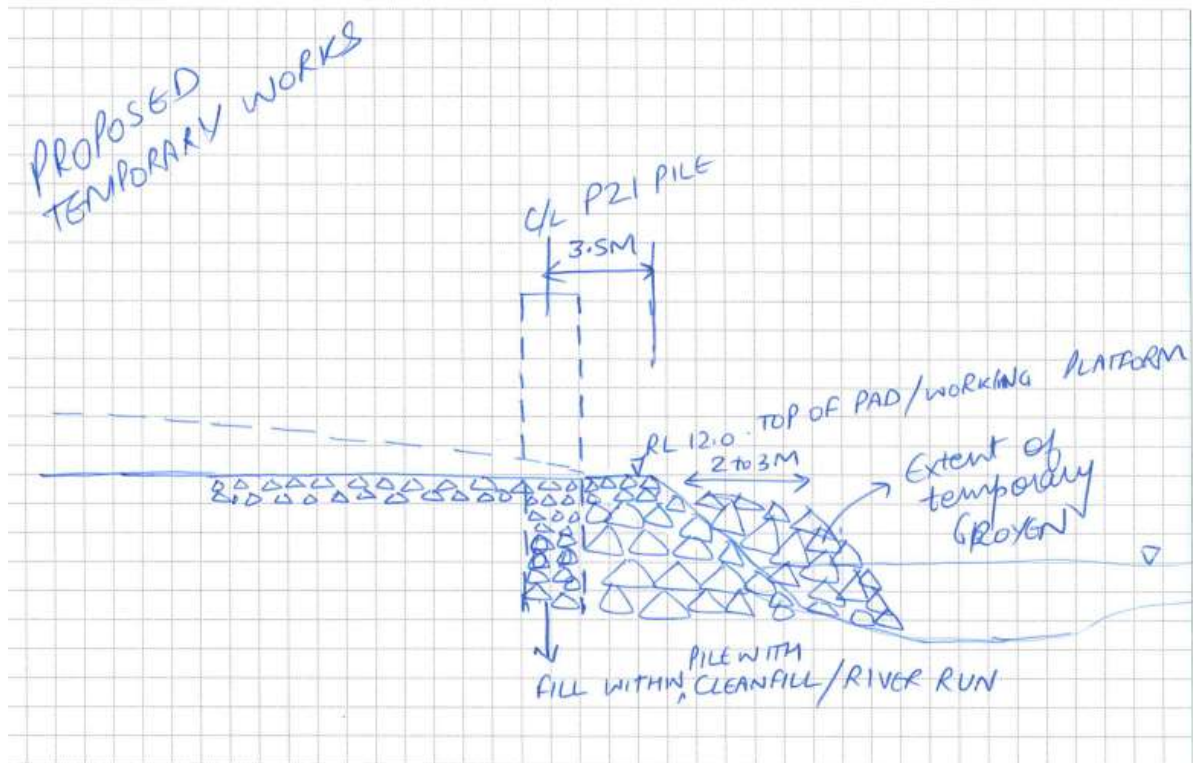 PROPOSED
TEMPORARY WORKS
C/L P21 PILE
3.5M
RL 12.0. TOP OF PAD/WORKING PLATFORM
2 to 3M
Extent of
temporary
GROYEN
FILL WITHIN PILE WITH CLEANFILL/RIVER RUN